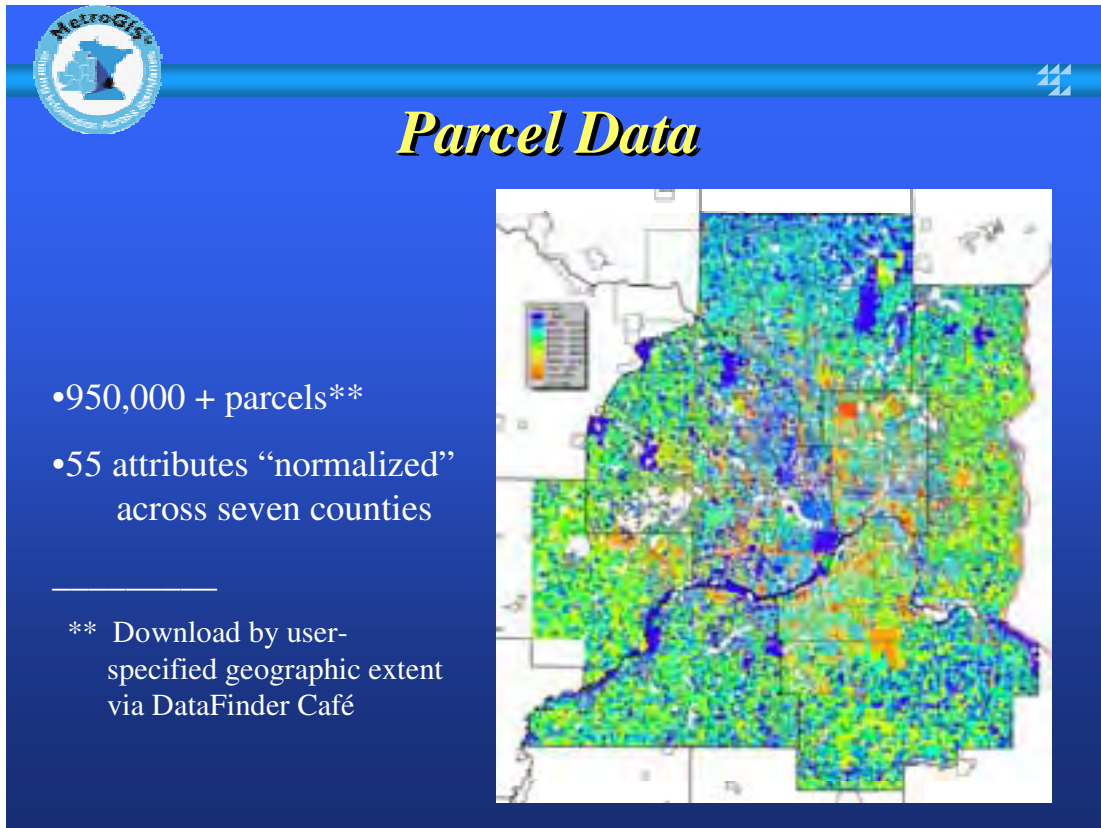 MetroGIS
Parcel Data
•950,000 + parcels**
•55 attributes “normalized”
across seven counties
** Download by user-
specified geographic extent
via DataFinder Café